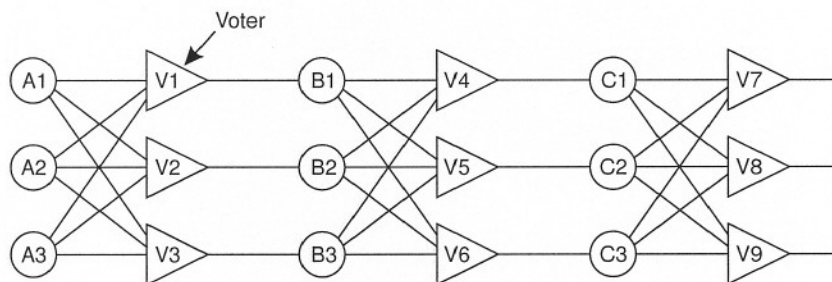 Voter
A1 V1 B1 V4 C1 V7
A2 V2 B2 V5 C2 V8
A3 V3 B3 V6 C3 V9